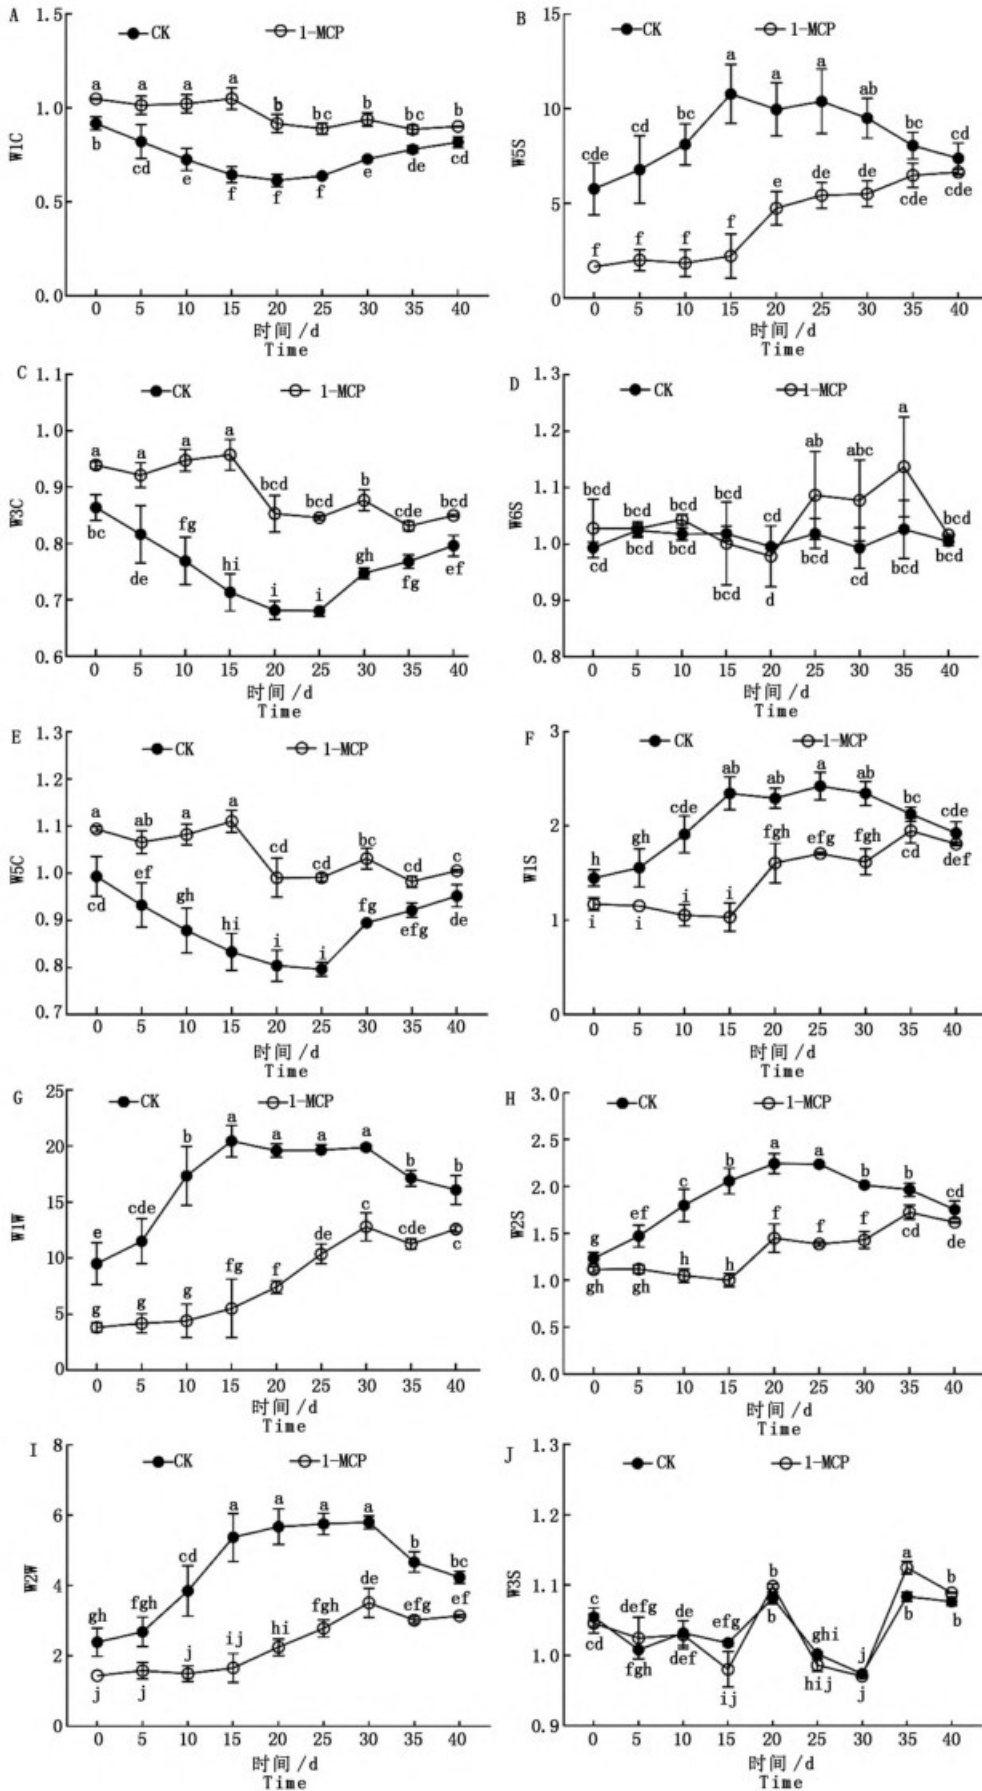 A
CK 1-MCP
1.5
1.0
0.5
0.0
W1C
a a a a b bc b bc b
b cd e f f f e de cd
0 5 10 15 20 25 30 35 40
时间/d
Time
B
CK 1-MCP
15
10
5
0
W5S
cde cd bc a a a ab bc cd
f f f f e de de cde cde
0 5 10 15 20 25 30 35 40
时间/d
Time
C
CK 1-MCP
1.1
1.0
0.9
0.8
0.7
0.6
W3C
a a a a bcd bcd b cde bcd
bc de fg hi i i gh fg ef
0 5 10 15 20 25 30 35 40
时间/d
Time
D
CK 1-MCP
1.3
1.2
1.1
1.0
0.9
0.8
W6S
bcd bcd bcd bcd cd ab abc a bcd
cd bcd bcd bcd d bcd cd bcd bcd
0 5 10 15 20 25 30 35 40
时间/d
Time
E
CK 1-MCP
1.3
1.2
1.1
1.0
0.9
0.8
0.7
W5C
a ab a a cd cd bc cd c
cd ef gh hi i i fg efg de
0 5 10 15 20 25 30 35 40
时间/d
Time
F
CK 1-MCP
3
2
1
0
W1S
h gh cde ab ab a ab bc cde
i i i i fgh efg fgh cd def
0 5 10 15 20 25 30 35 40
时间/d
Time
G
CK 1-MCP
25
20
15
10
5
0
W1W
e cde b a a a a b b
g g g fg f de c cde c
0 5 10 15 20 25 30 35 40
时间/d
Time
H
CK 1-MCP
3.0
2.5
2.0
1.5
1.0
0.5
0.0
W2S
g ef c b a a b b cd
gh gh h h f f f cd de
0 5 10 15 20 25 30 35 40
时间/d
Time
I
CK 1-MCP
8
6
4
2
0
W2W
gh fgh cd a a a a b bc
j j j ij hi fgh de efg ef
0 5 10 15 20 25 30 35 40
时间/d
Time
J
CK 1-MCP
1.3
1.2
1.1
1.0
0.9
W3S
c defg de efg b ghi j a b
cd fgh def ij b hij j b b
0 5 10 15 20 25 30 35 40
时间/d
Time